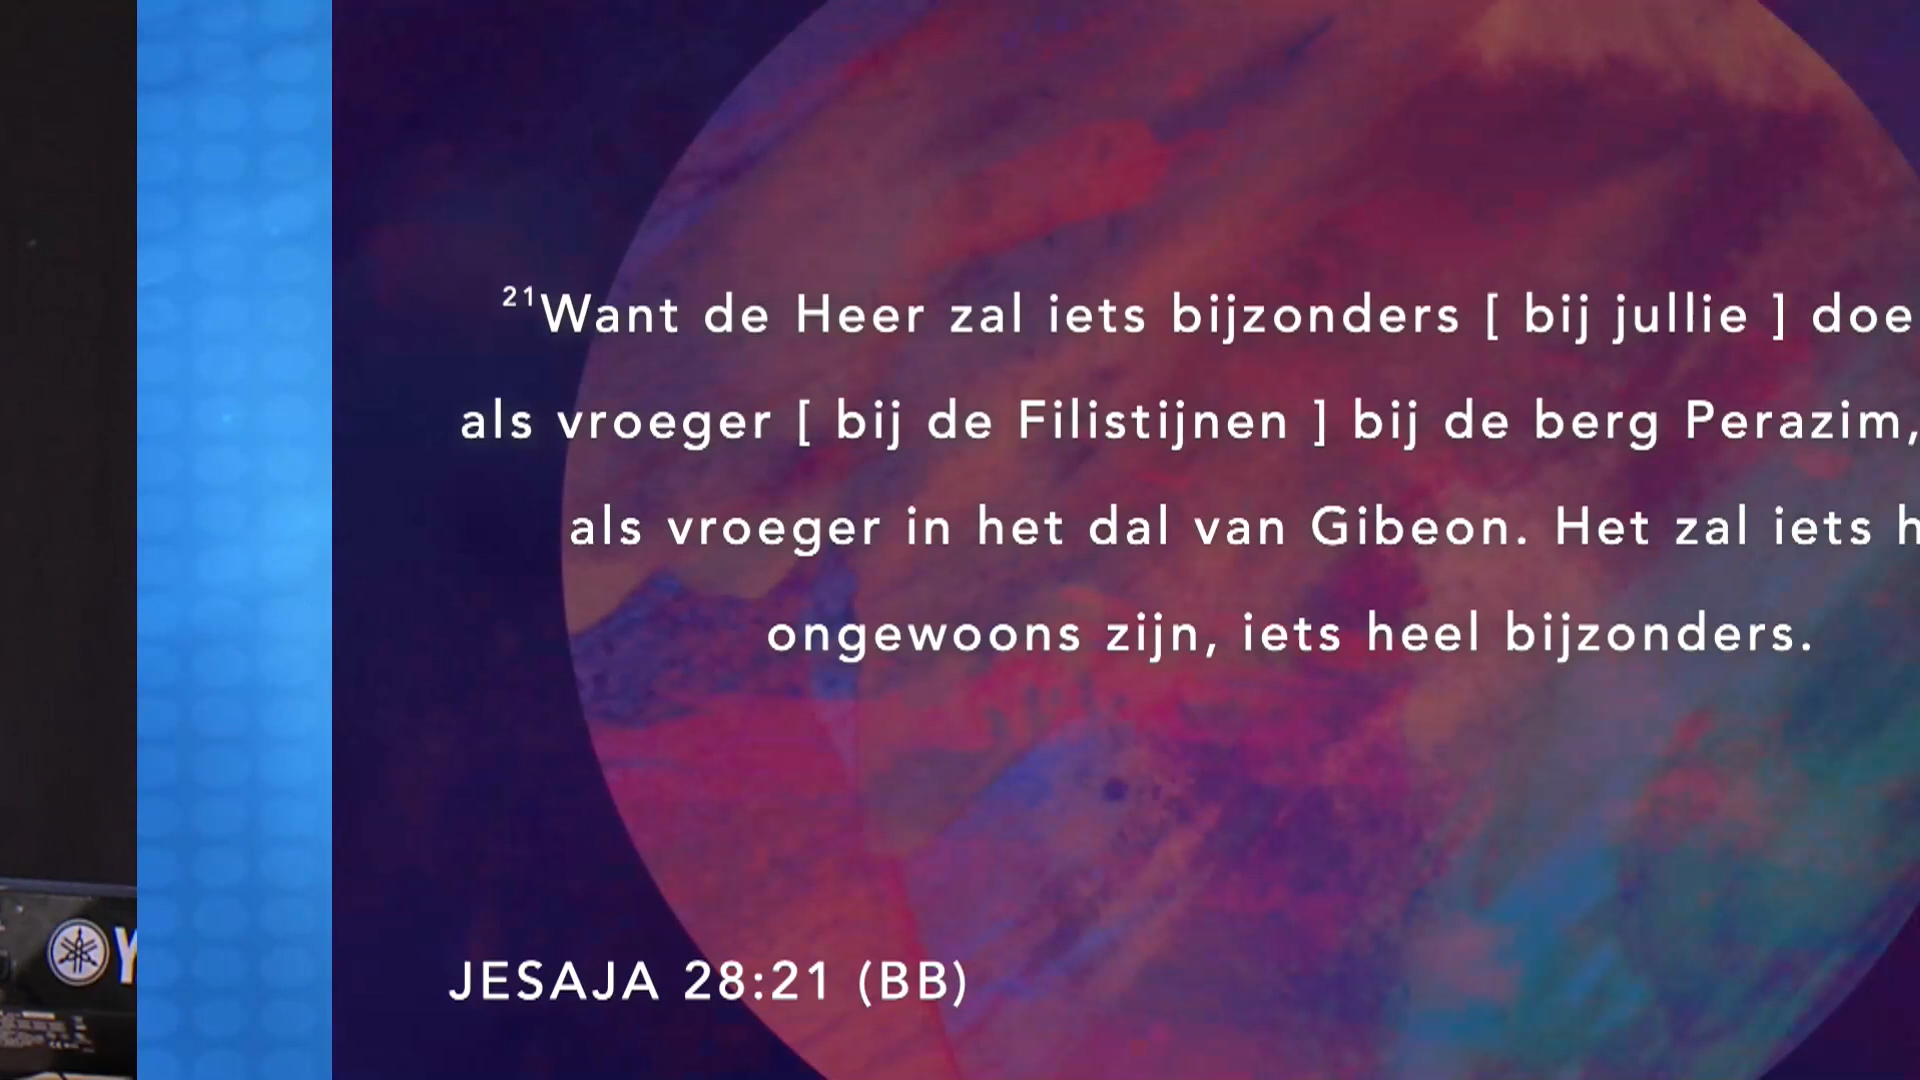 ²¹Want de Heer zal iets bijzonders [ bij jullie ] doe
als vroeger [ bij de Filistijnen ] bij de berg Perazim,
als vroeger in het dal van Gibeon. Het zal iets h
ongewoons zijn, iets heel bijzonders.
JESAJA 28:21 (BB)
Y